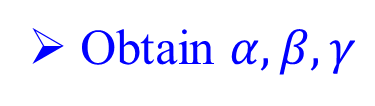 ➢ Obtain α, β, γ